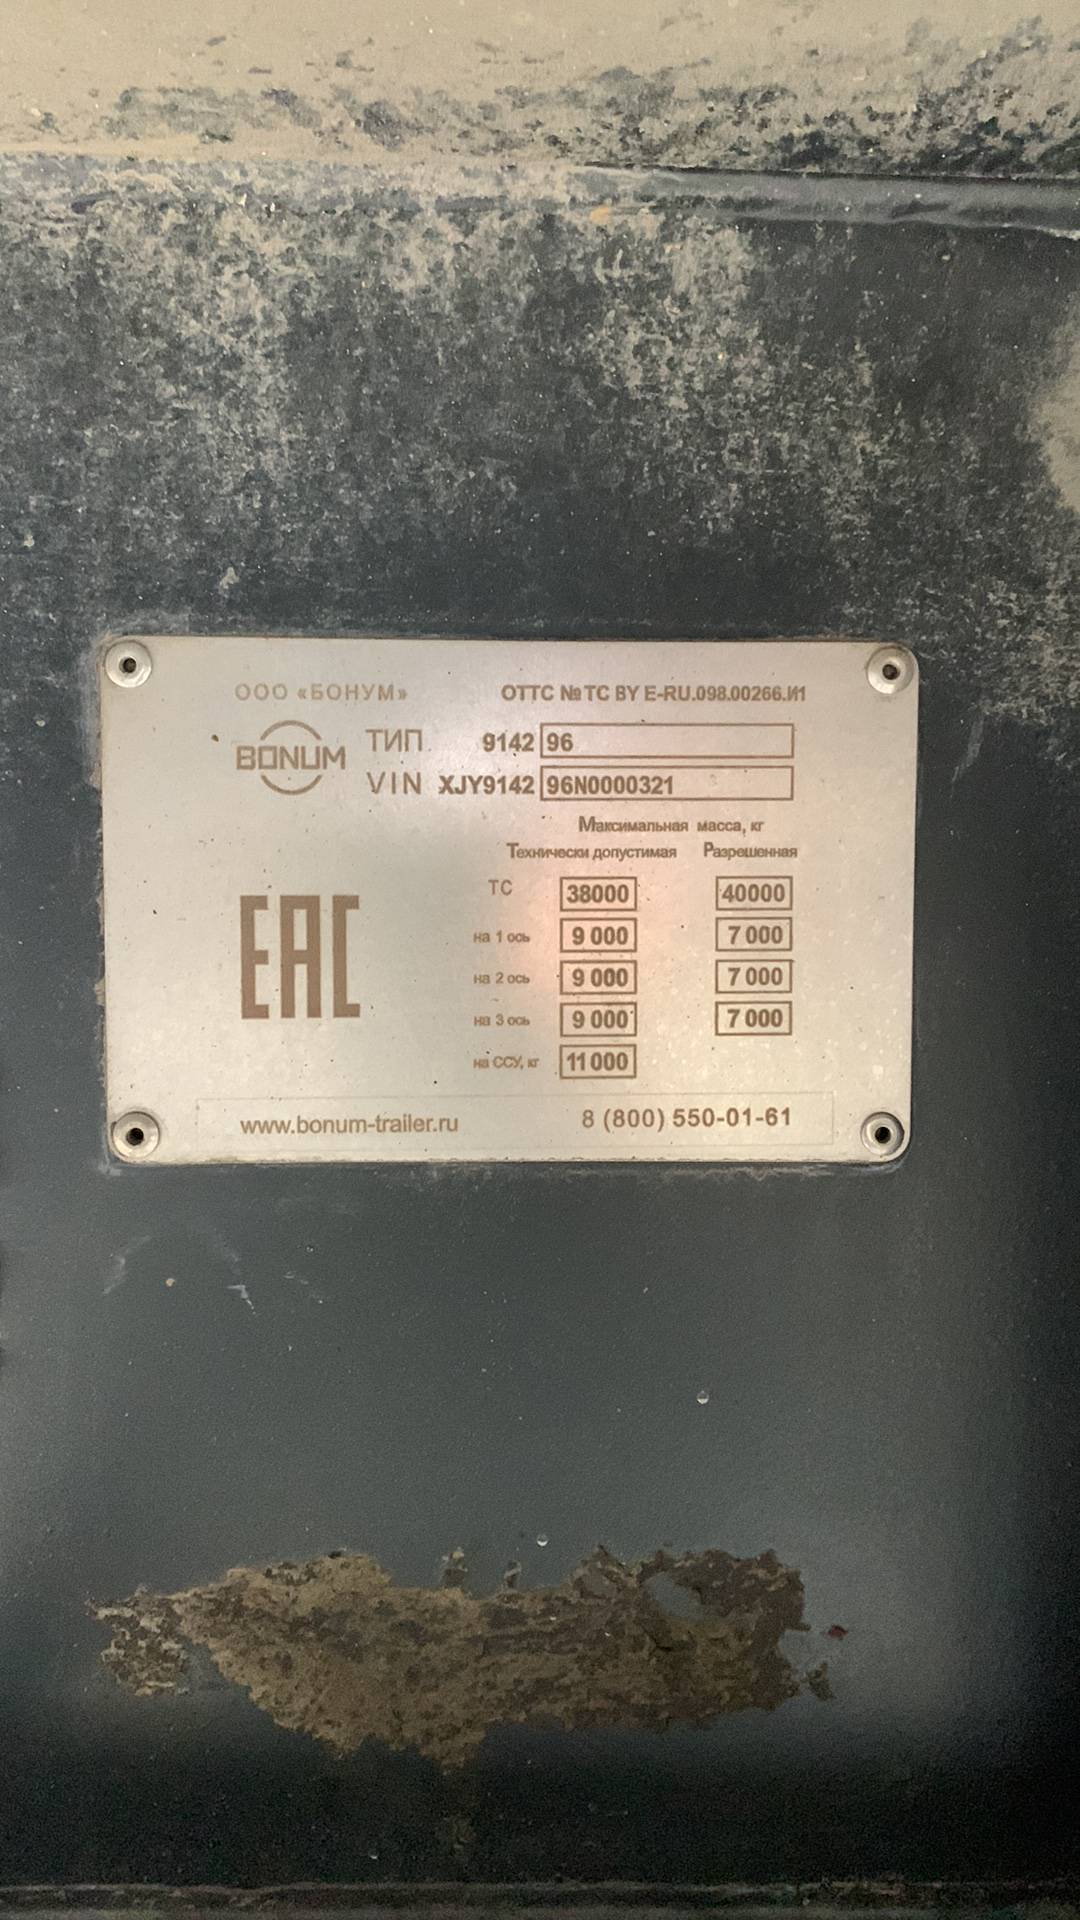 ООО «БОНУМ» ОТТС № ТС BY E-RU.098.00266.И1
BONUM
ТИП 9142 96
VIN XJY9142 96N0000321
Максимальная масса, кг
Технически допустимая Разрешенная
ТС 38000 40000
на 1 ось 9 000 7 000
на 2 ось 9 000 7 000
на 3 ось 9 000 7 000
на ССУ, кг 11 000
EAC
www.bonum-trailer.ru 8 (800) 550-01-61